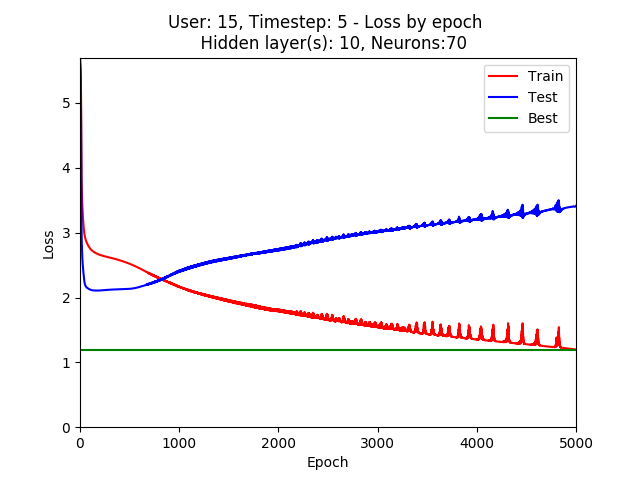 User: 15, Timestep: 5 - Loss by epoch
Hidden layer(s): 10, Neurons:70
Train
Test
Best
5
4
3
2
1
0
Loss
0 1000 2000 3000 4000 5000
Epoch